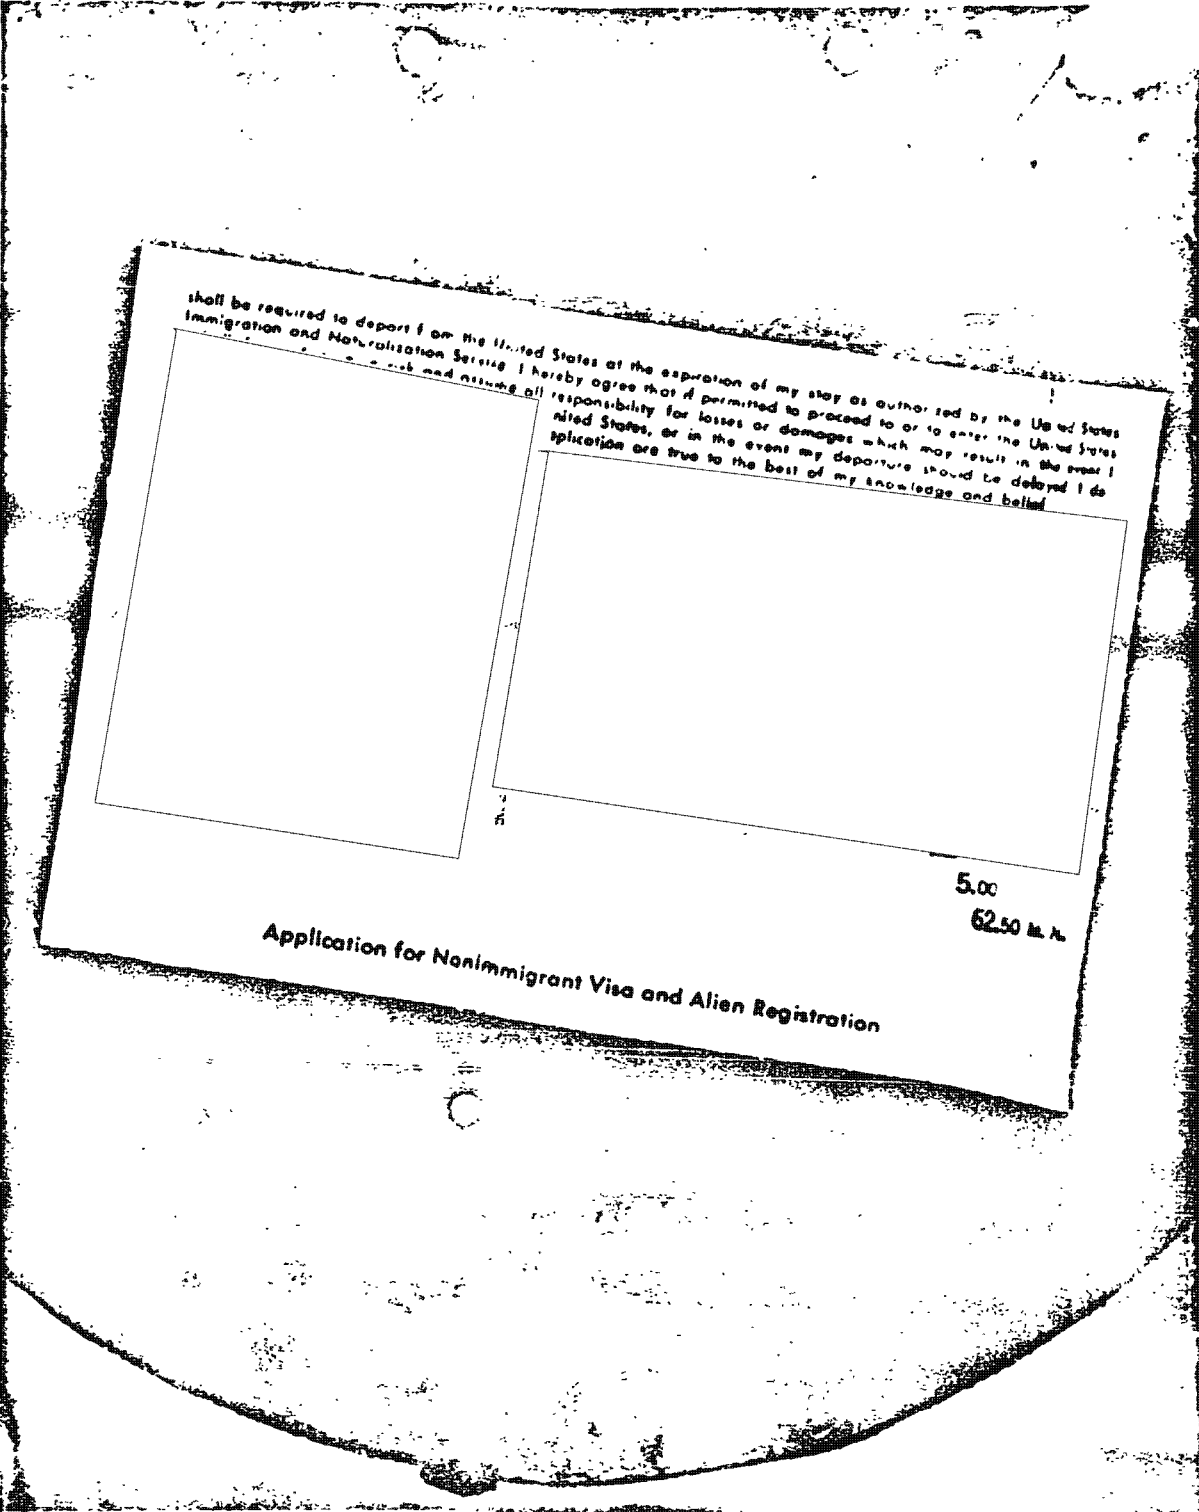 shall be required to depart from the United States at the expiration of my stay as authorized by the United States
Immigration and Naturalization Service I hereby agree that if permitted to proceed to or to enter the United States
risk and assume all responsibility for losses or damages which may result in the event I
nited States, or in the event my departure should be delayed I do
pplication are true to the best of my knowledge and belief
5.00
62.50
Application for Nonimmigrant Visa and Alien Registration